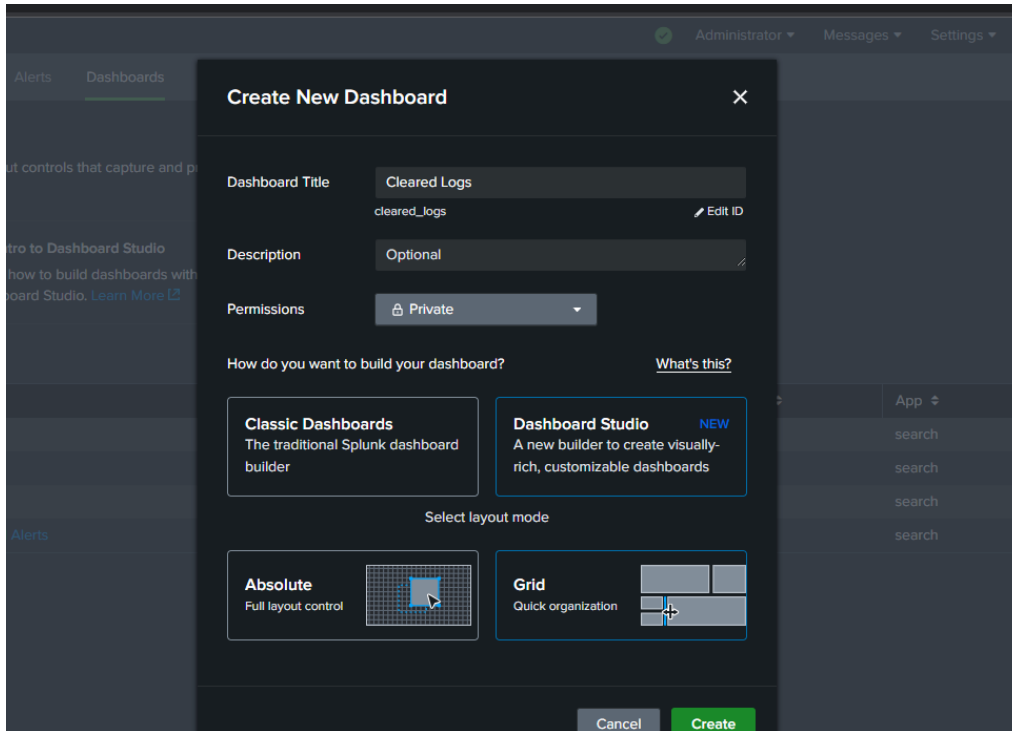 Administrator Messages Settings
Alerts Dashboards
Create New Dashboard
ut controls that capture and p
Dashboard Title Cleared Logs
cleared_logs Edit ID
tro to Dashboard Studio
Description Optional
how to build dashboards with
board Studio. Learn More
Permissions Private
How do you want to build your dashboard? What's this?
App
Classic Dashboards
The traditional Splunk dashboard
builder
Dashboard Studio NEW
A new builder to create visually-
rich, customizable dashboards
search
search
search
Alerts search
Select layout mode
Absolute
Full layout control
Grid
Quick organization
Cancel Create